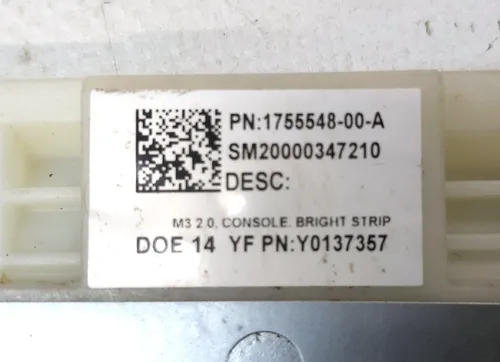 PN:1755548-00-A
SM20000347210
DESC:
M3 2.0, CONSOLE. BRIGHT STRIP
DOE 14 YF PN:Y0137357